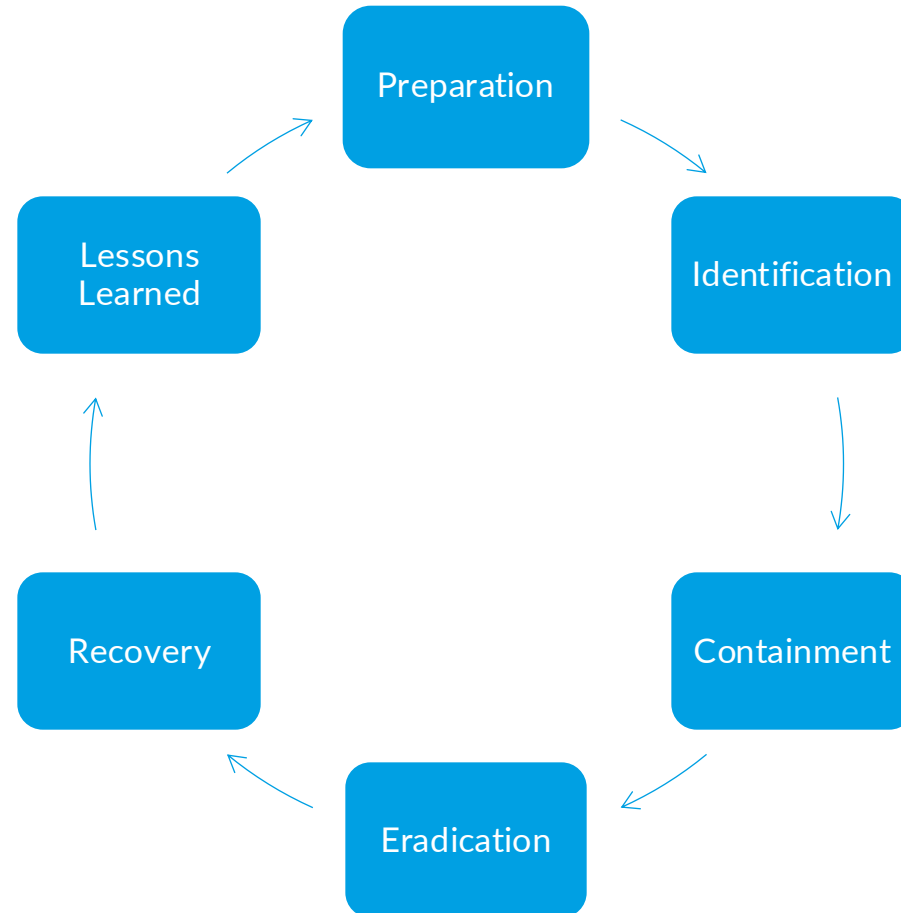 Preparation
Identification
Containment
Eradication
Recovery
Lessons
Learned